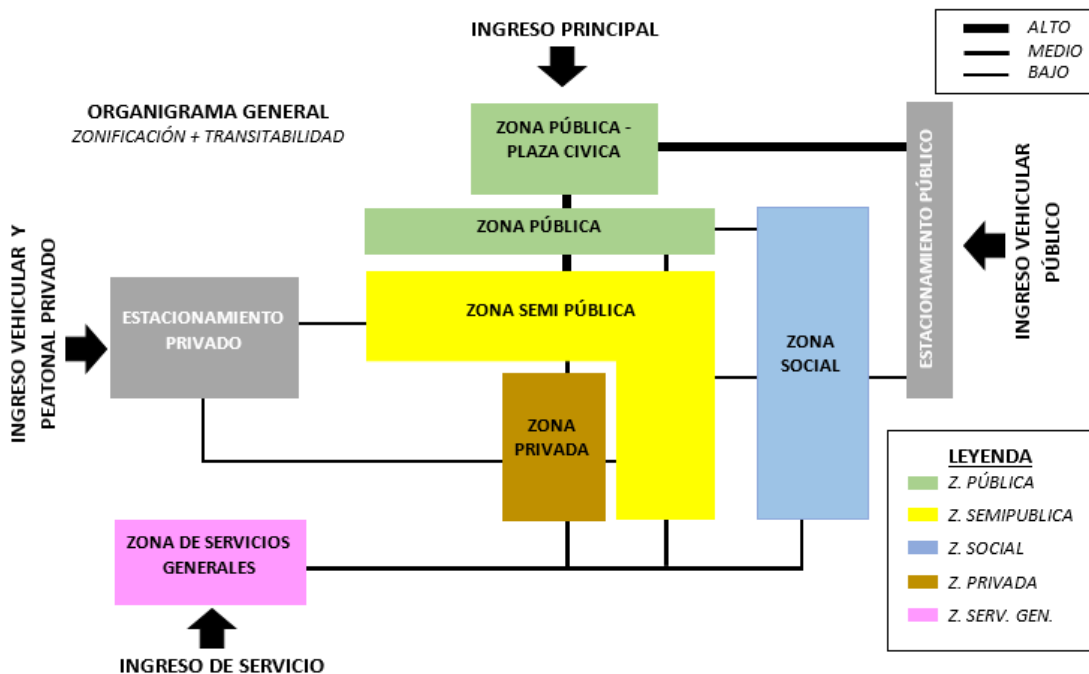 INGRESO PRINCIPAL
ALTO
MEDIO
BAJO
ORGANIGRAMA GENERAL
ZONIFICACIÓN + TRANSITABILIDAD
ZONA PÚBLICA -
PLAZA CIVICA
ESTACIONAMIENTO PÚBLICO
INGRESO VEHICULAR
PÚBLICO
ZONA PÚBLICA
INGRESO VEHICULAR Y
PEATONAL PRIVADO
ESTACIONAMIENTO
PRIVADO
ZONA SEMI PÚBLICA
ZONA
SOCIAL
ZONA
PRIVADA
LEYENDA
Z. PÚBLICA
Z. SEMIPUBLICA
Z. SOCIAL
Z. PRIVADA
Z. SERV. GEN.
ZONA DE SERVICIOS
GENERALES
INGRESO DE SERVICIO